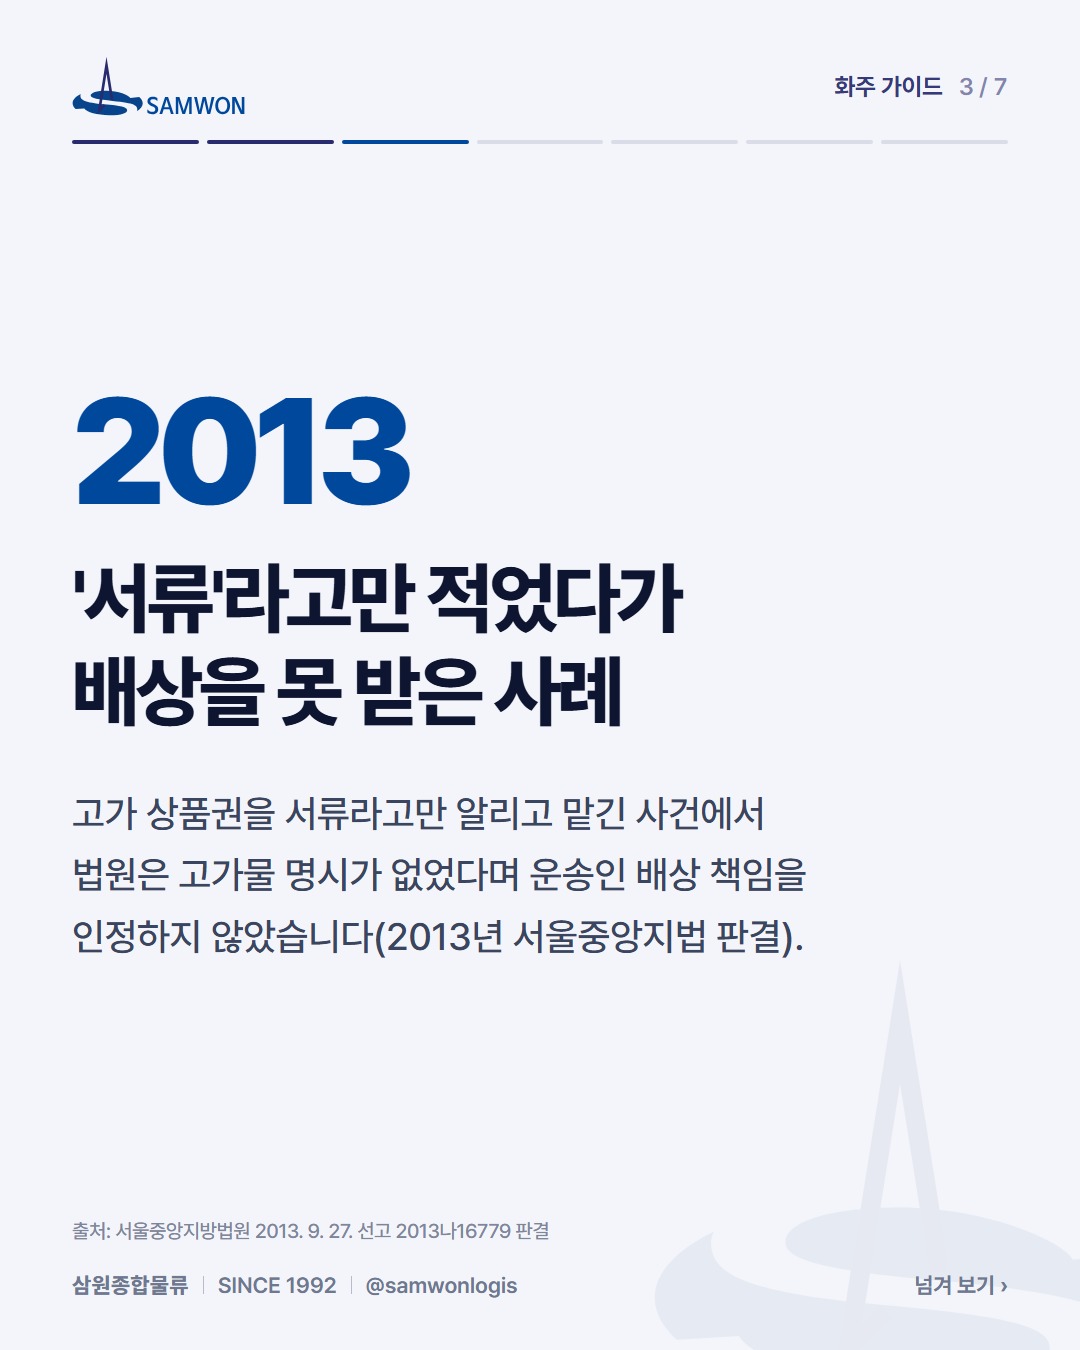 SAMWON
화주 가이드 3 / 7
2013
'서류'라고만 적었다가
배상을 못 받은 사례
고가 상품권을 서류라고만 알리고 맡긴 사건에서
법원은 고가물 명시가 없었다며 운송인 배상 책임을
인정하지 않았습니다(2013년 서울중앙지법 판결).
출처: 서울중앙지방법원 2013. 9. 27. 선고 2013나16779 판결
삼원종합물류 | SINCE 1992 | @samwonlogis
넘겨 보기 ›